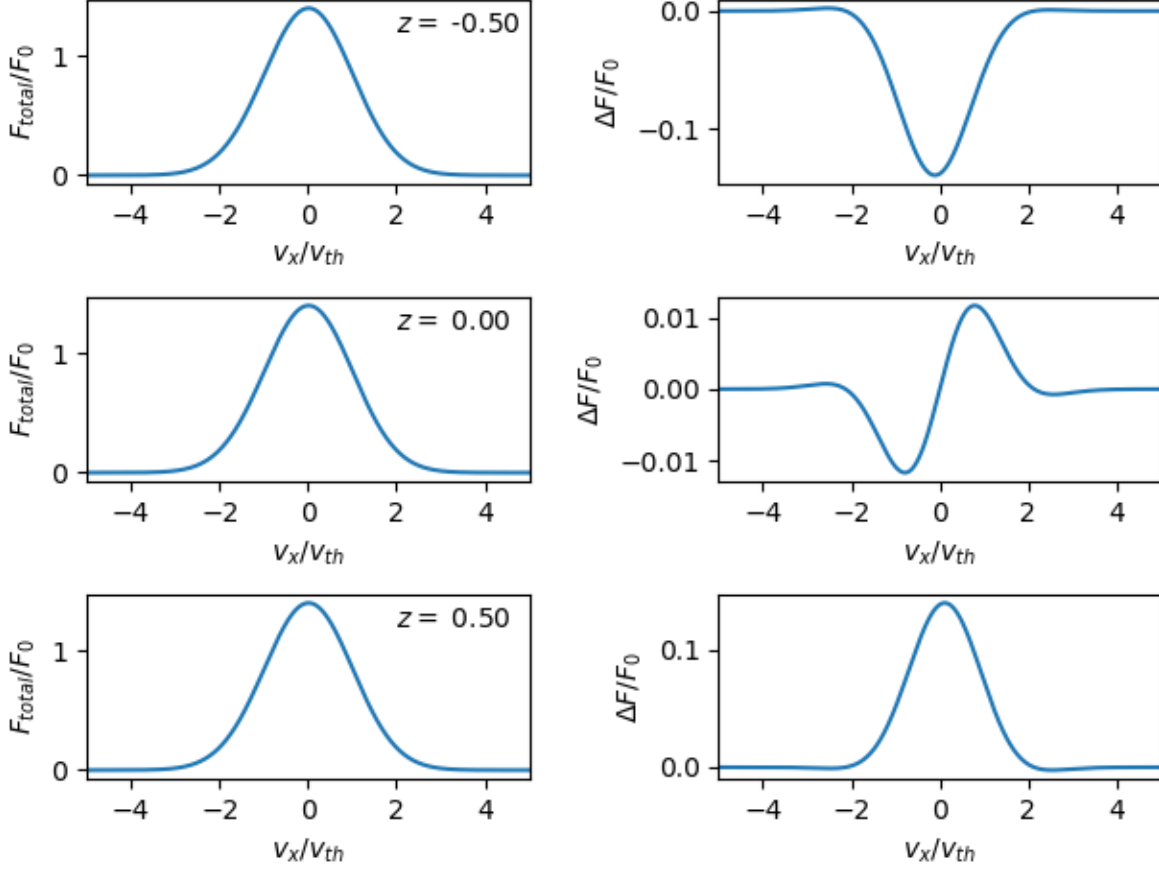 F_total/F_0
1
0
z = -0.50
−4 −2 0 2 4
v_x/v_th
ΔF/F_0
0.0
−0.1
−4 −2 0 2 4
v_x/v_th
F_total/F_0
1
0
z = 0.00
−4 −2 0 2 4
v_x/v_th
ΔF/F_0
0.01
0.00
−0.01
−4 −2 0 2 4
v_x/v_th
F_total/F_0
1
0
z = 0.50
−4 −2 0 2 4
v_x/v_th
ΔF/F_0
0.1
0.0
−4 −2 0 2 4
v_x/v_th